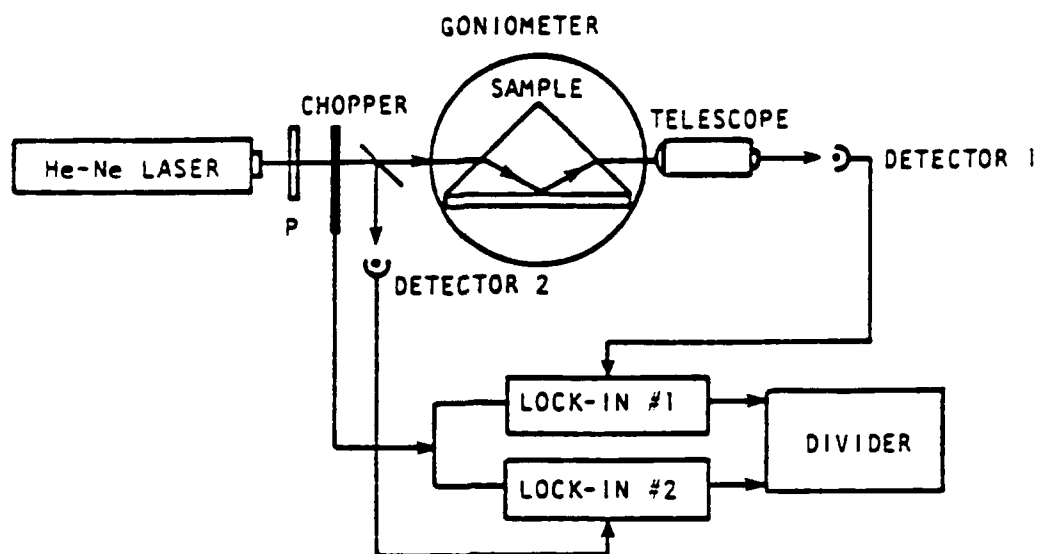 GONIOMETER
SAMPLE
CHOPPER
TELESCOPE
He-Ne LASER
DETECTOR 1
P
DETECTOR 2
LOCK-IN #1
DIVIDER
LOCK-IN #2